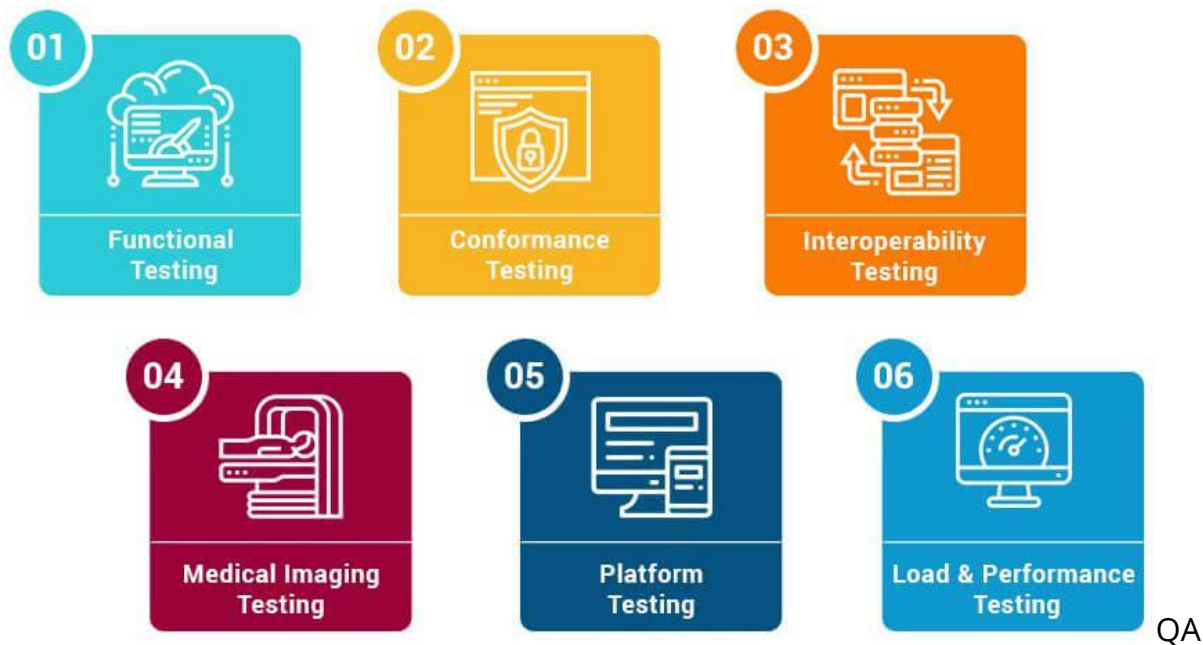 01
02
03
Functional
Testing
Conformance
Testing
Interoperability
Testing
04
05
06
Medical Imaging
Testing
Platform
Testing
Load & Performance
Testing
QA